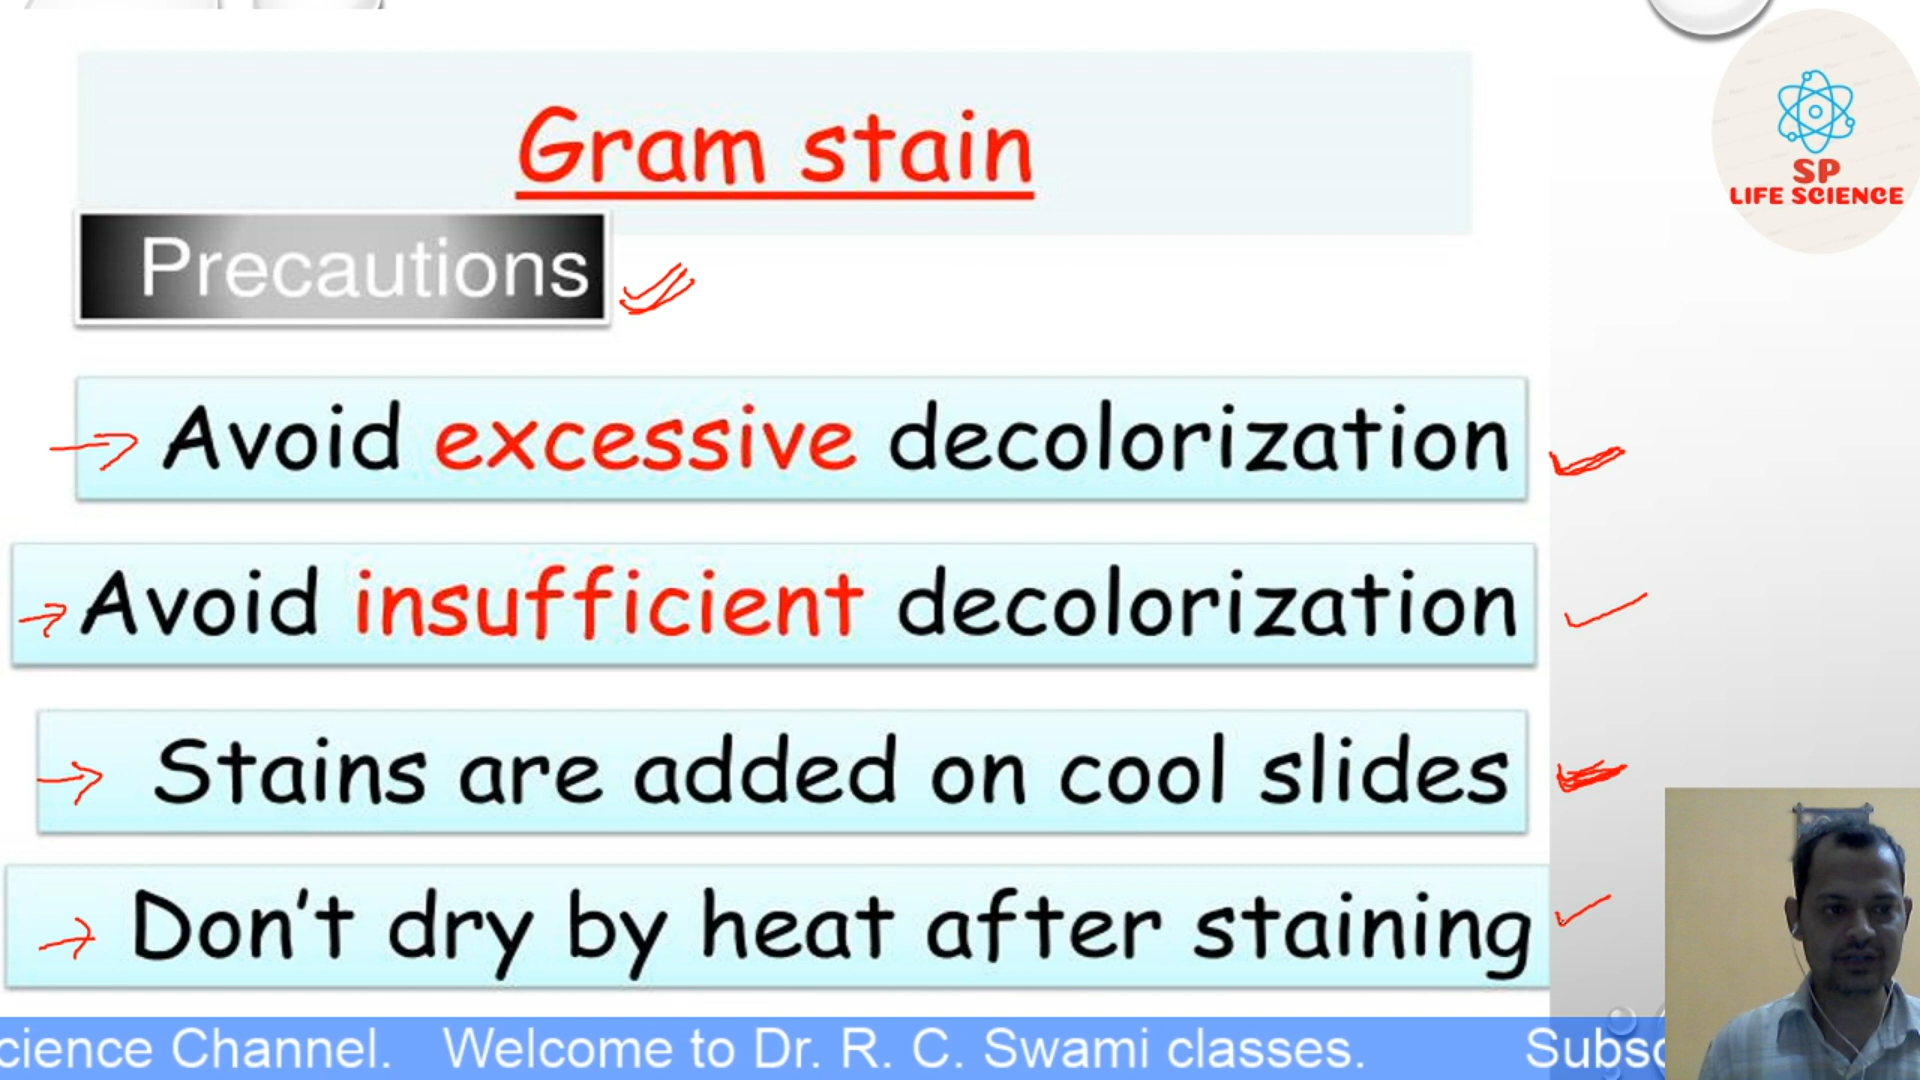 Gram stain
SP
LIFE SCIENCE
Precautions
Avoid excessive decolorization
Avoid insufficient decolorization
Stains are added on cool slides
Don't dry by heat after staining
cience Channel. Welcome to Dr. R. C. Swami classes. Subsc